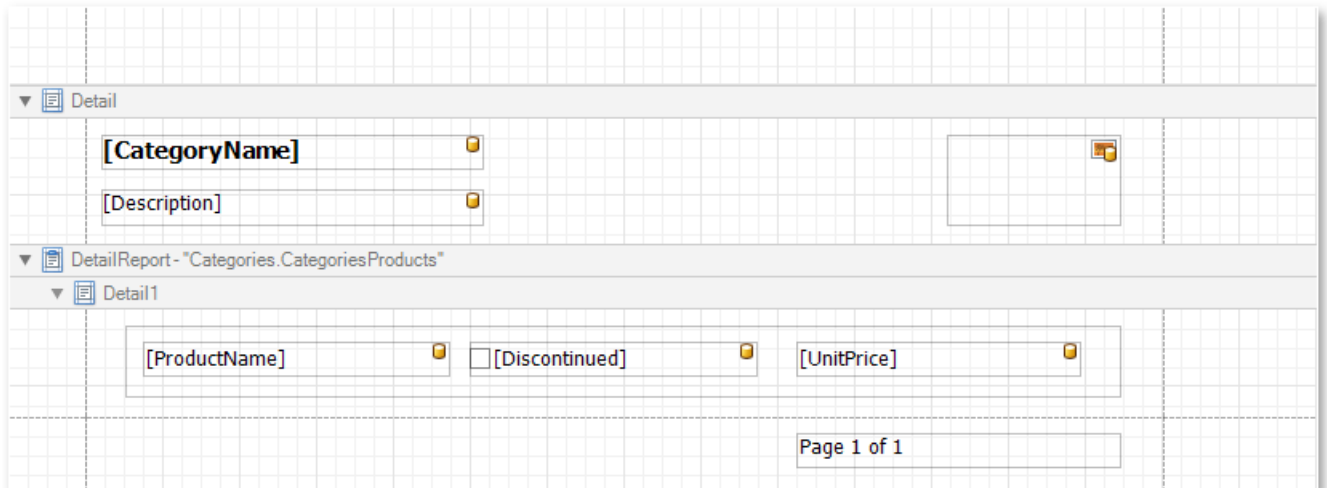 Detail
[CategoryName]
[Description]
DetailReport - "Categories.CategoriesProducts"
Detail1
[ProductName] [Discontinued] [UnitPrice]
Page 1 of 1